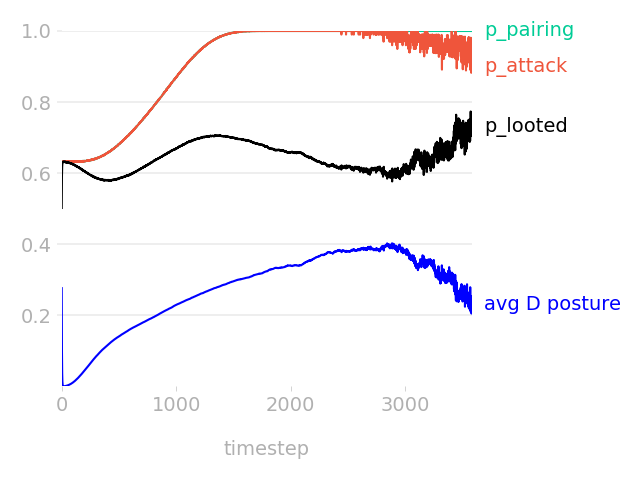 1.0
p_pairing
p_attack
0.8
p_looted
0.6
0.4
avg D posture
0.2
0 1000 2000 3000
timestep